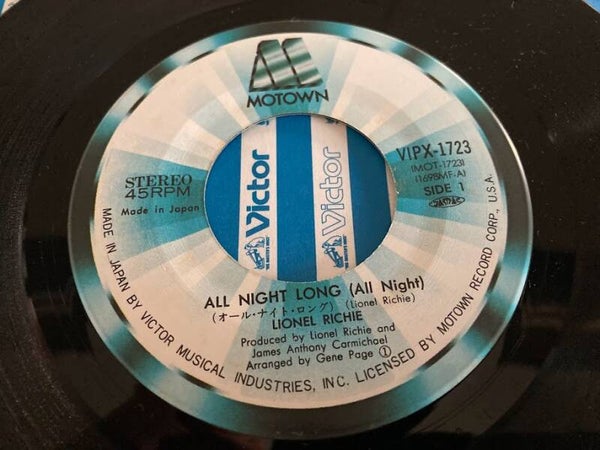 MOTOWN
STEREO
45RPM
Made in Japan
VIPX-1723
(MOT-1723)
(1698MF-A)
SIDE 1
Victor
Victor
ALL NIGHT LONG (All Night)
(オール・ナイト・ロング) (Lionel Richie)
LIONEL RICHIE
Produced by Lionel Richie and
James Anthony Carmichael
Arranged by Gene Page ①
MADE IN JAPAN BY VICTOR MUSICAL INDUSTRIES, INC. LICENSED BY MOTOWN RECORD CORP., U.S.A.